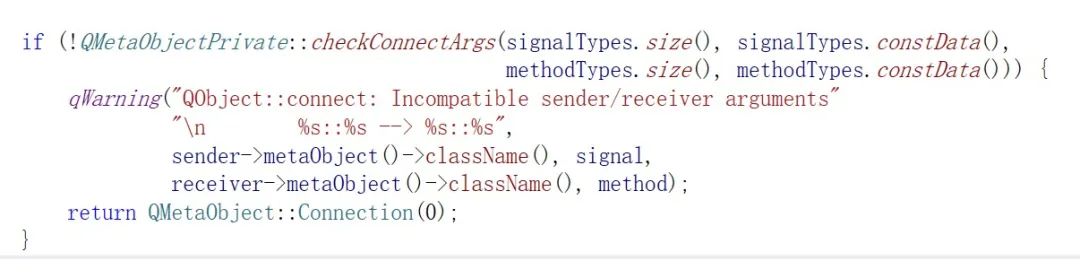 if (!QMetaObjectPrivate::checkConnectArgs(signalTypes.size(), signalTypes.constData(),
methodTypes.size(), methodTypes.constData())) {
qWarning("QObject::connect: Incompatible sender/receiver arguments"
"\n        %s::%s --> %s::%s",
sender->metaObject()->className(), signal,
receiver->metaObject()->className(), method);
return QMetaObject::Connection(0);
}